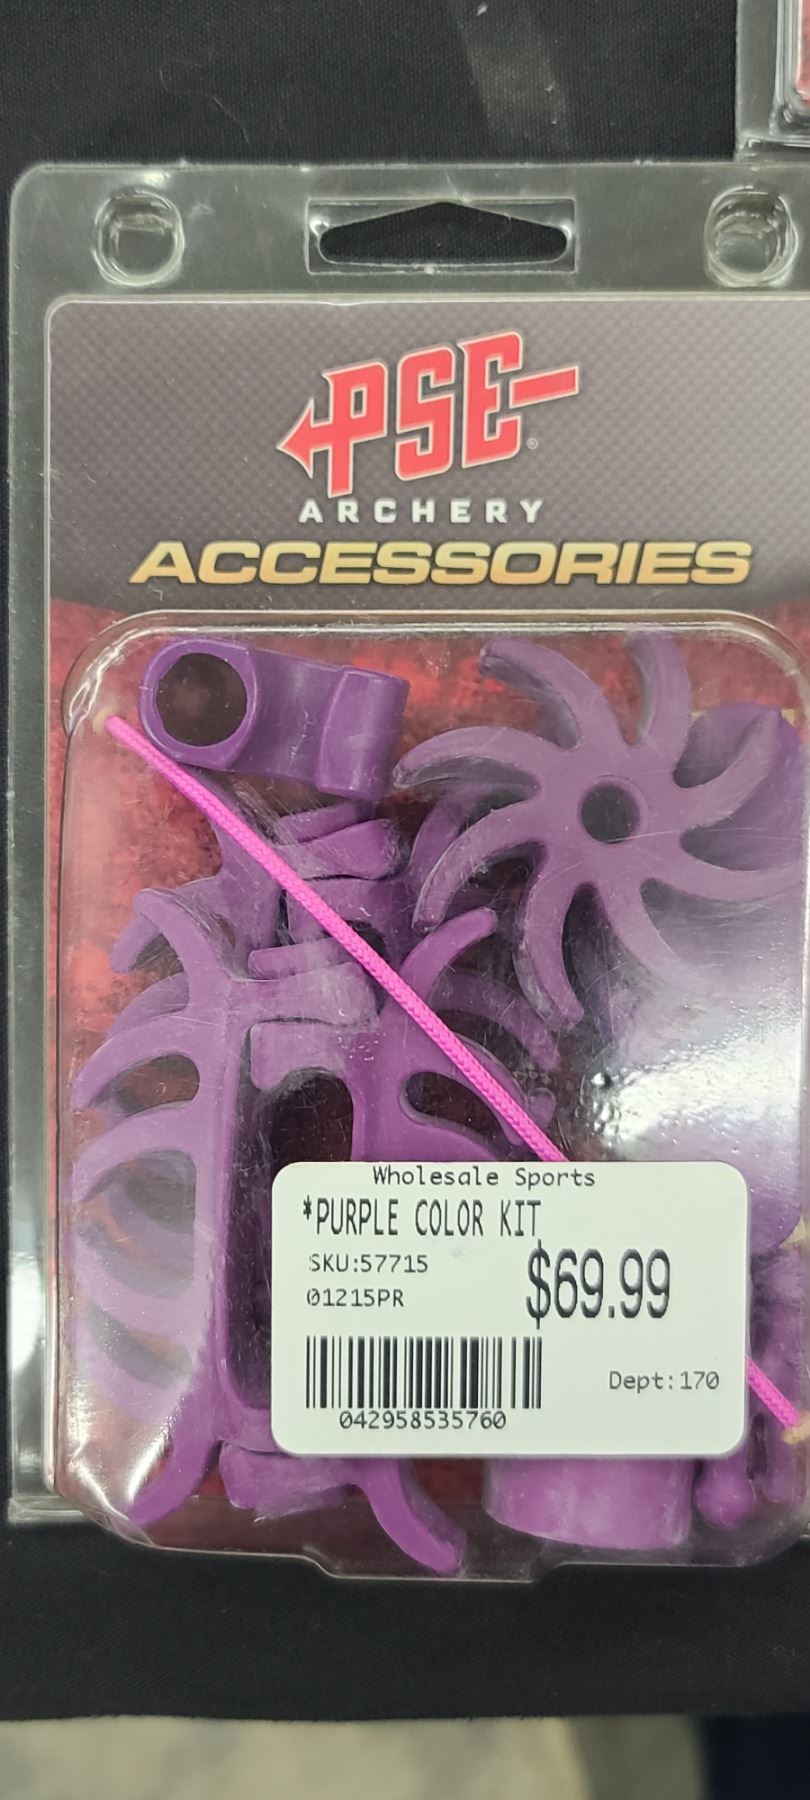 PSE®
ARCHERY
ACCESSORIES
Wholesale Sports
*PURPLE COLOR KIT
SKU:57715
$69.99
01215PR
Dept:170
042958535760